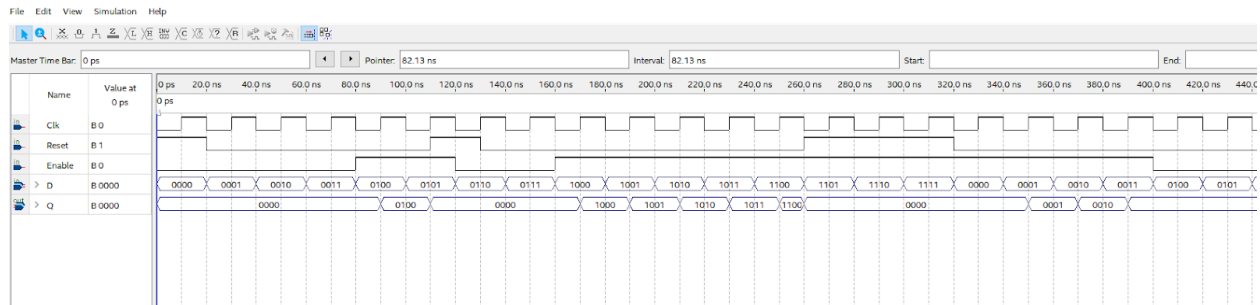 File Edit View Simulation Help
Master Time Bar: 0 ps Pointer: 82.13 ns Interval: 82.13 ns Start: End:
Name Value at 0 ps
0 ps 20.0 ns 40.0 ns 60.0 ns 80.0 ns 100.0 ns 120.0 ns 140.0 ns 160.0 ns 180.0 ns 200.0 ns 220.0 ns 240.0 ns 260.0 ns 280.0 ns 300.0 ns 320.0 ns 340.0 ns 360.0 ns 380.0 ns 400.0 ns 420.0 ns 440.0
0 ps
Clk B 0
Reset B 1
Enable B 0
D B 0000 0000 0001 0010 0011 0100 0101 0110 0111 1000 1001 1010 1011 1100 1101 1110 1111 0000 0001 0010 0011 0100 0101
Q B 0000 0000 0100 0000 1000 1001 1010 1011 1100 0000 0001 0010